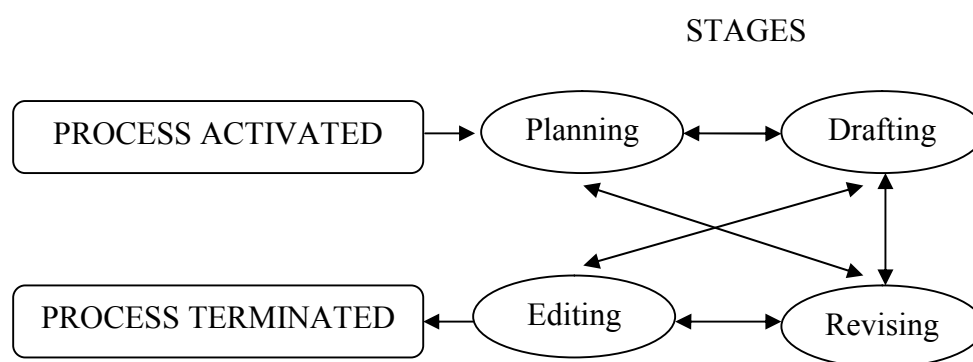 STAGES
PROCESS ACTIVATED
Planning
Drafting
PROCESS TERMINATED
Editing
Revising